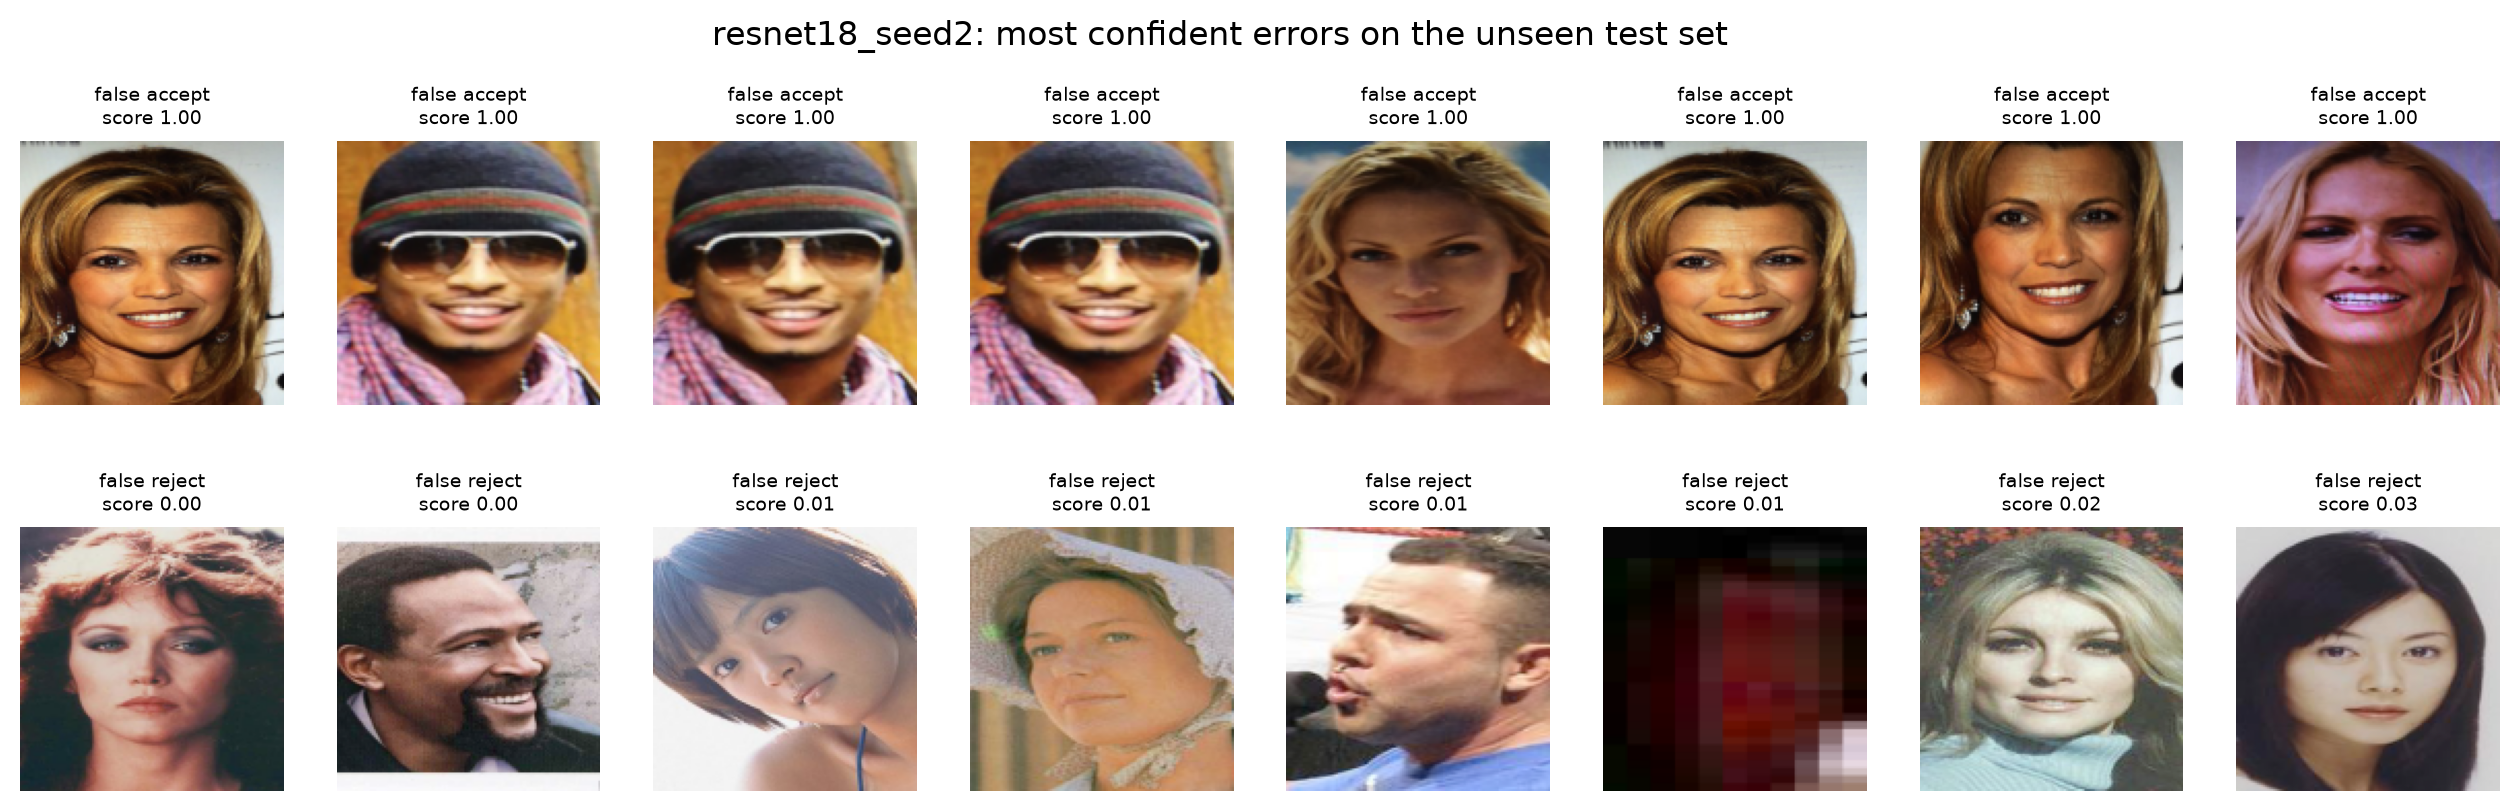 resnet18_seed2: most confident errors on the unseen test set
false accept
score 1.00
false accept
score 1.00
false accept
score 1.00
false accept
score 1.00
false accept
score 1.00
false accept
score 1.00
false accept
score 1.00
false accept
score 1.00
false reject
score 0.00
false reject
score 0.00
false reject
score 0.01
false reject
score 0.01
false reject
score 0.01
false reject
score 0.01
false reject
score 0.02
false reject
score 0.03